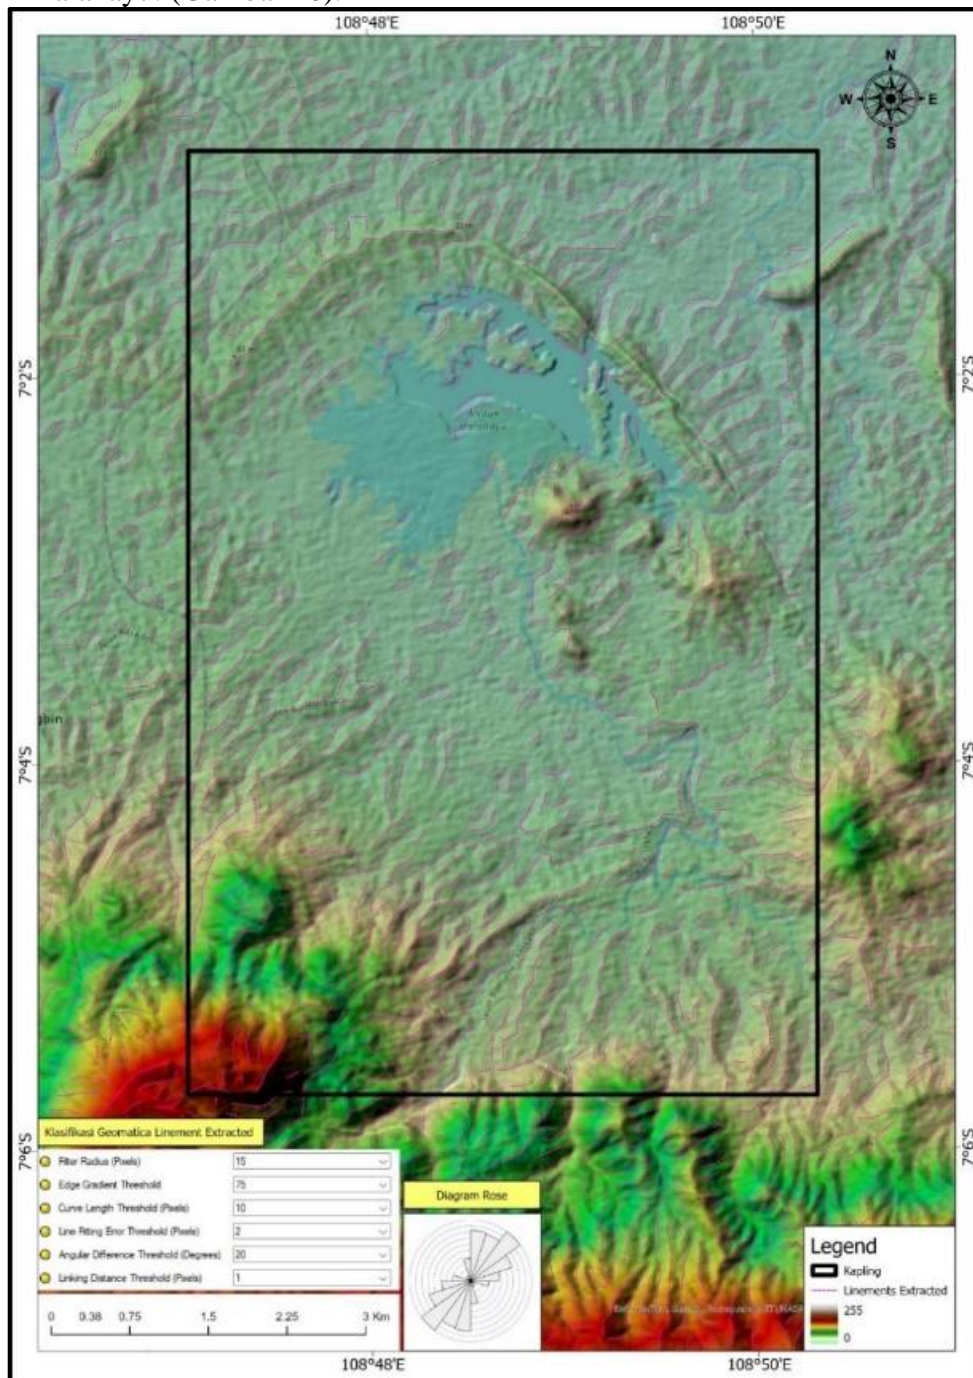 108°48'E 108°50'E
N
W E
S
7°2'S 7°2'S
gbin
7°4'S 7°4'S
Klasifikasi Geomatica Linement Extracted
7°6'S 7°6'S
Filter Radius (Pixels) 15
Edge Gradient Threshold 75
Curve Length Threshold (Pixels) 10
Line Fitting Error Threshold (Pixels) 2
Angular Difference Threshold (Degrees) 20
Linking Distance Threshold (Pixels) 1
Diagram Rose
Legend
Kapling
Linements Extracted
255
0
0 0.38 0.75 1.5 2.25 3 Km
108°48'E 108°50'E